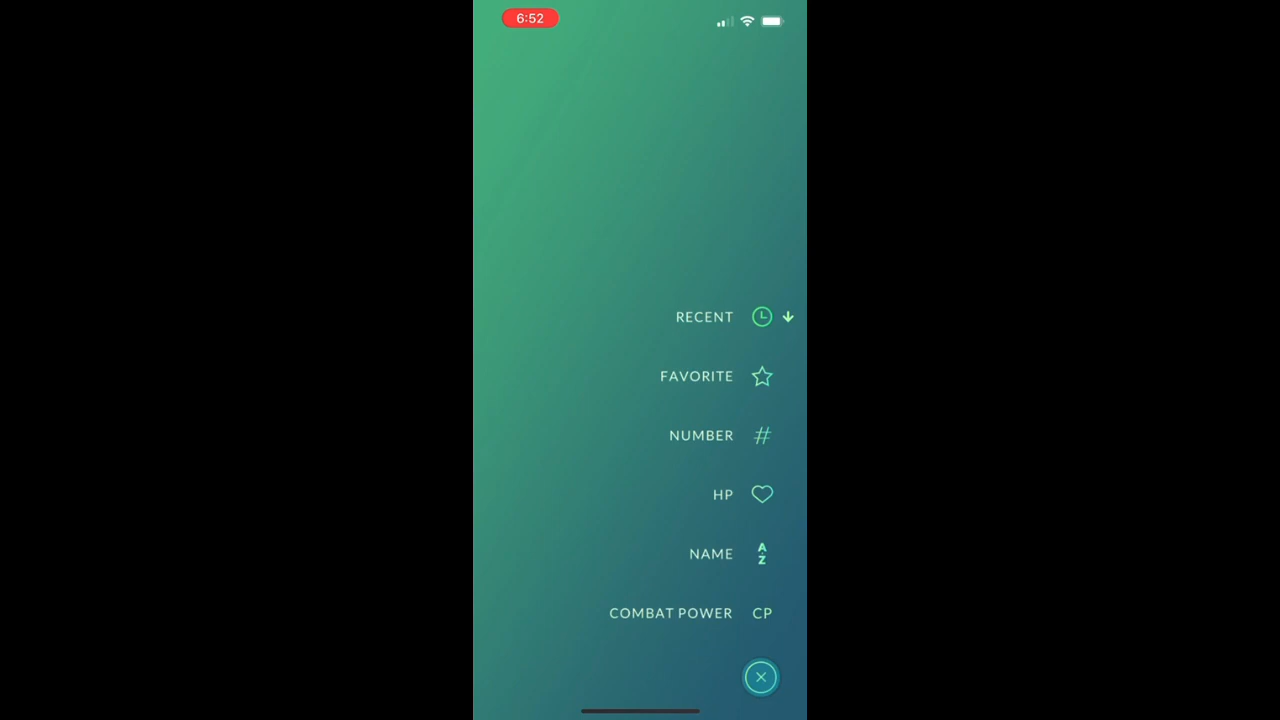 6:52
RECENT
FAVORITE
NUMBER #
HP
NAME A-Z
COMBAT POWER CP